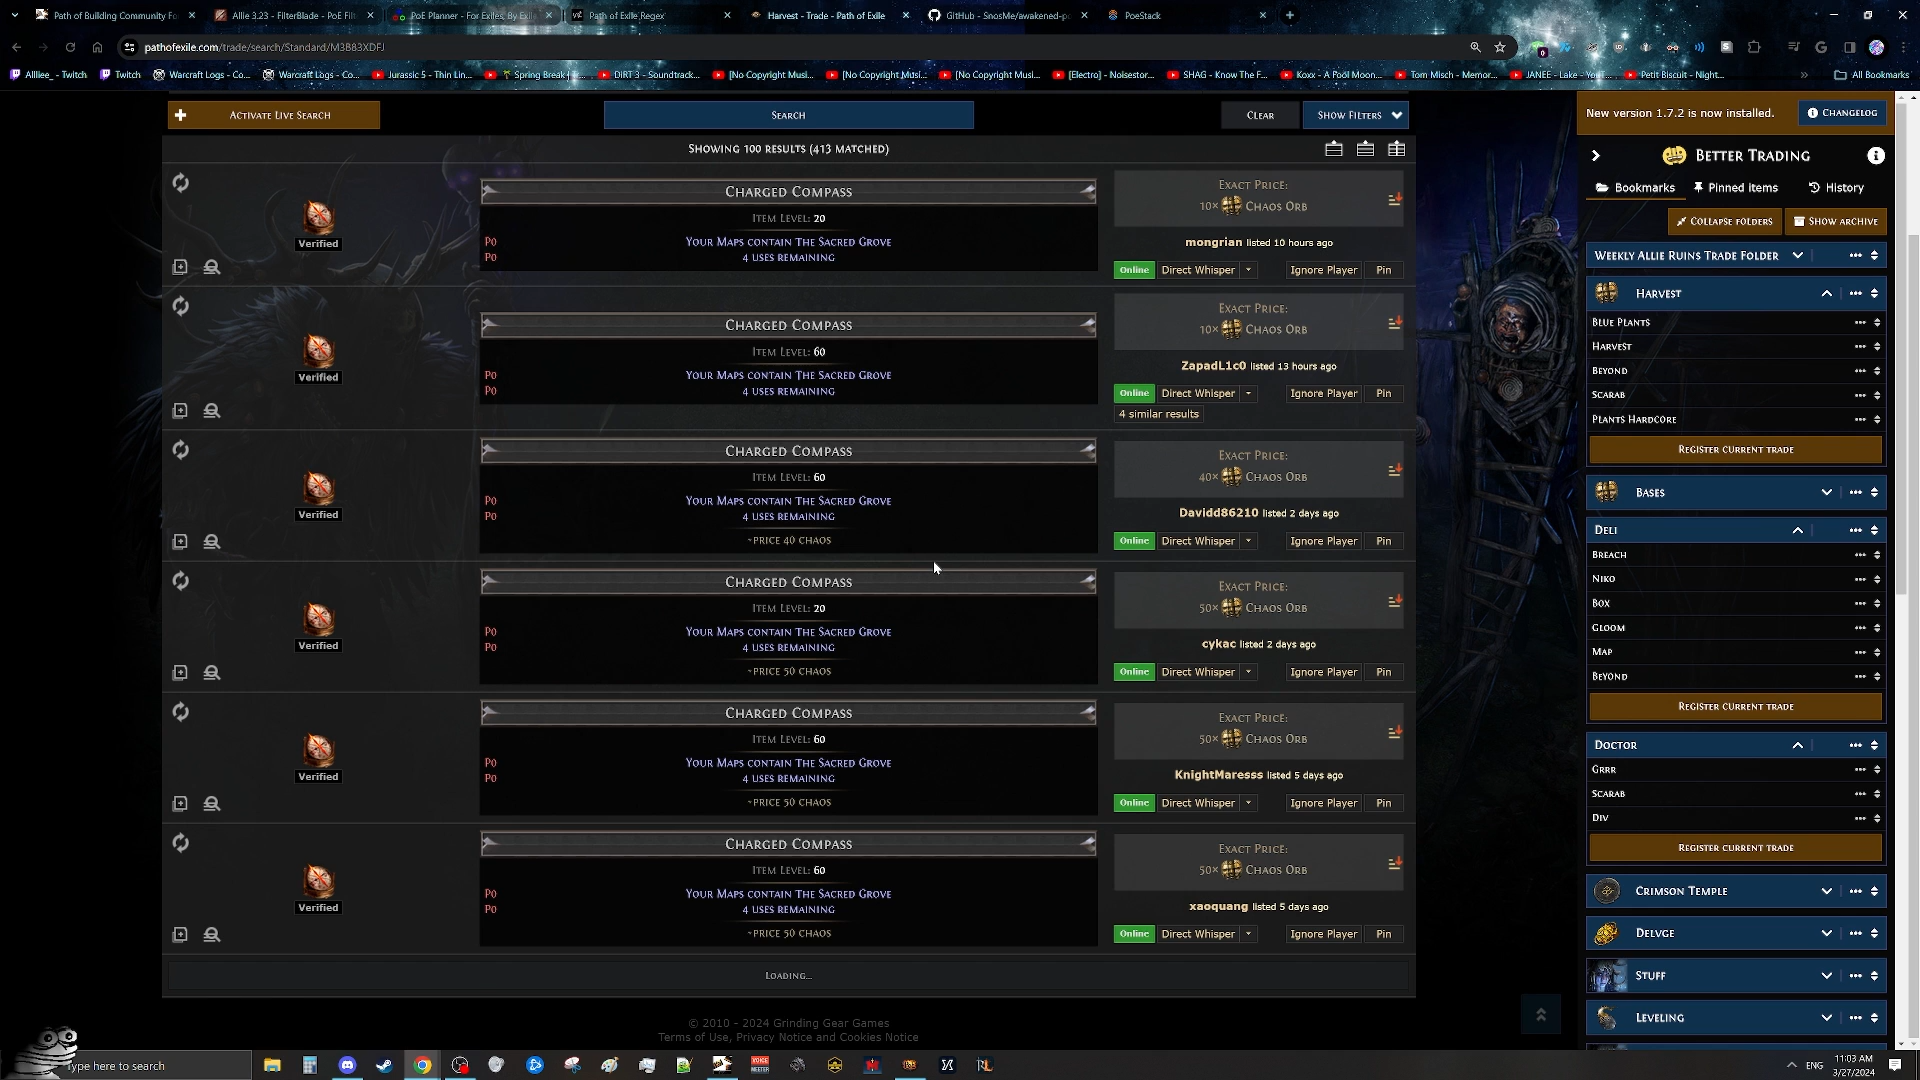 Path of Building Community Fo
Allie 3.23 - FilterBlade - PoE Filt
PoE Planner - For Exiles, By Exile
Path of Exile Regex
Harvest - Trade - Path of Exile
GitHub - SnosMe/awakened-po
PoeStack
pathofexile.com/trade/search/Standard/M3B83XDFJ
Allliee_ - Twitch
Twitch
Warcraft Logs - Co...
Warcraft Logs - Co...
Jurassic 5 - Thin Lin...
DiRT 3 - Soundtrack...
[No Copyright Musi...
[No Copyright Musi...
[No Copyright Musi...
[Electro] - Noisestor...
SHAG - Know The F...
Koxx - A Pool Moon...
Tom Misch - Memor...
JANEE - Lake - YouT...
Petit Biscuit - Night...
All Bookmarks
Activate Live Search
Search
Clear
Show Filters
New version 1.7.2 is now installed.
Changelog
Showing 100 results (413 matched)
Better Trading
Bookmarks
Pinned items
History
Collapse folders
Show archive
Charged Compass
Item Level: 20
P0 Your Maps contain The Sacred Grove
P0 4 uses remaining
Verified
Exact Price:
10× Chaos Orb
mongrian listed 10 hours ago
Online Direct Whisper Ignore Player Pin
Charged Compass
Item Level: 60
P0 Your Maps contain The Sacred Grove
P0 4 uses remaining
Verified
Exact Price:
10× Chaos Orb
ZapadL1c0 listed 13 hours ago
Online Direct Whisper Ignore Player Pin
4 similar results
Charged Compass
Item Level: 60
P0 Your Maps contain The Sacred Grove
P0 4 uses remaining
~price 40 chaos
Verified
Exact Price:
40× Chaos Orb
Davidd86210 listed 2 days ago
Online Direct Whisper Ignore Player Pin
Charged Compass
Item Level: 20
P0 Your Maps contain The Sacred Grove
P0 4 uses remaining
~price 50 chaos
Verified
Exact Price:
50× Chaos Orb
cykac listed 2 days ago
Online Direct Whisper Ignore Player Pin
Charged Compass
Item Level: 60
P0 Your Maps contain The Sacred Grove
P0 4 uses remaining
~price 50 chaos
Verified
Exact Price:
50× Chaos Orb
KnightMaresss listed 5 days ago
Online Direct Whisper Ignore Player Pin
Charged Compass
Item Level: 60
P0 Your Maps contain The Sacred Grove
P0 4 uses remaining
~price 50 chaos
Verified
Exact Price:
50× Chaos Orb
xaoquang listed 5 days ago
Online Direct Whisper Ignore Player Pin
Loading...
© 2010 - 2024 Grinding Gear Games
Terms of Use, Privacy Notice and Cookies Notice
Weekly Allie Ruins Trade Folder
Harvest
Blue Plants
Harvest
Beyond
Scarab
Plants Hardcore
Register current trade
Bases
Deli
Breach
Niko
Box
Gloom
Map
Beyond
Register current trade
Doctor
Grrr
Scarab
Div
Register current trade
Crimson Temple
Delvge
Stuff
Leveling
Type here to search
ENG
11:03 AM
3/27/2024